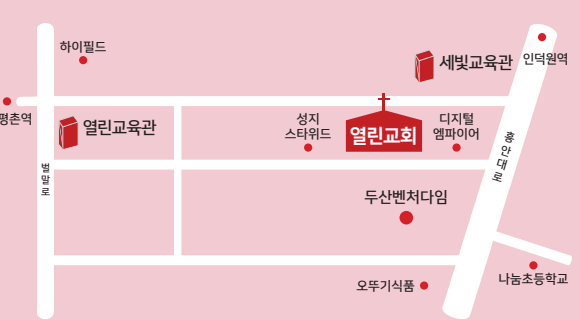 하이필드
세빛교육관
인덕원역
평촌역
열린교육관
성지
스타위드
열린교회
디지털
엠파이어
홍안대로
벌말로
두산벤처다임
나눔초등학교
오뚜기식품